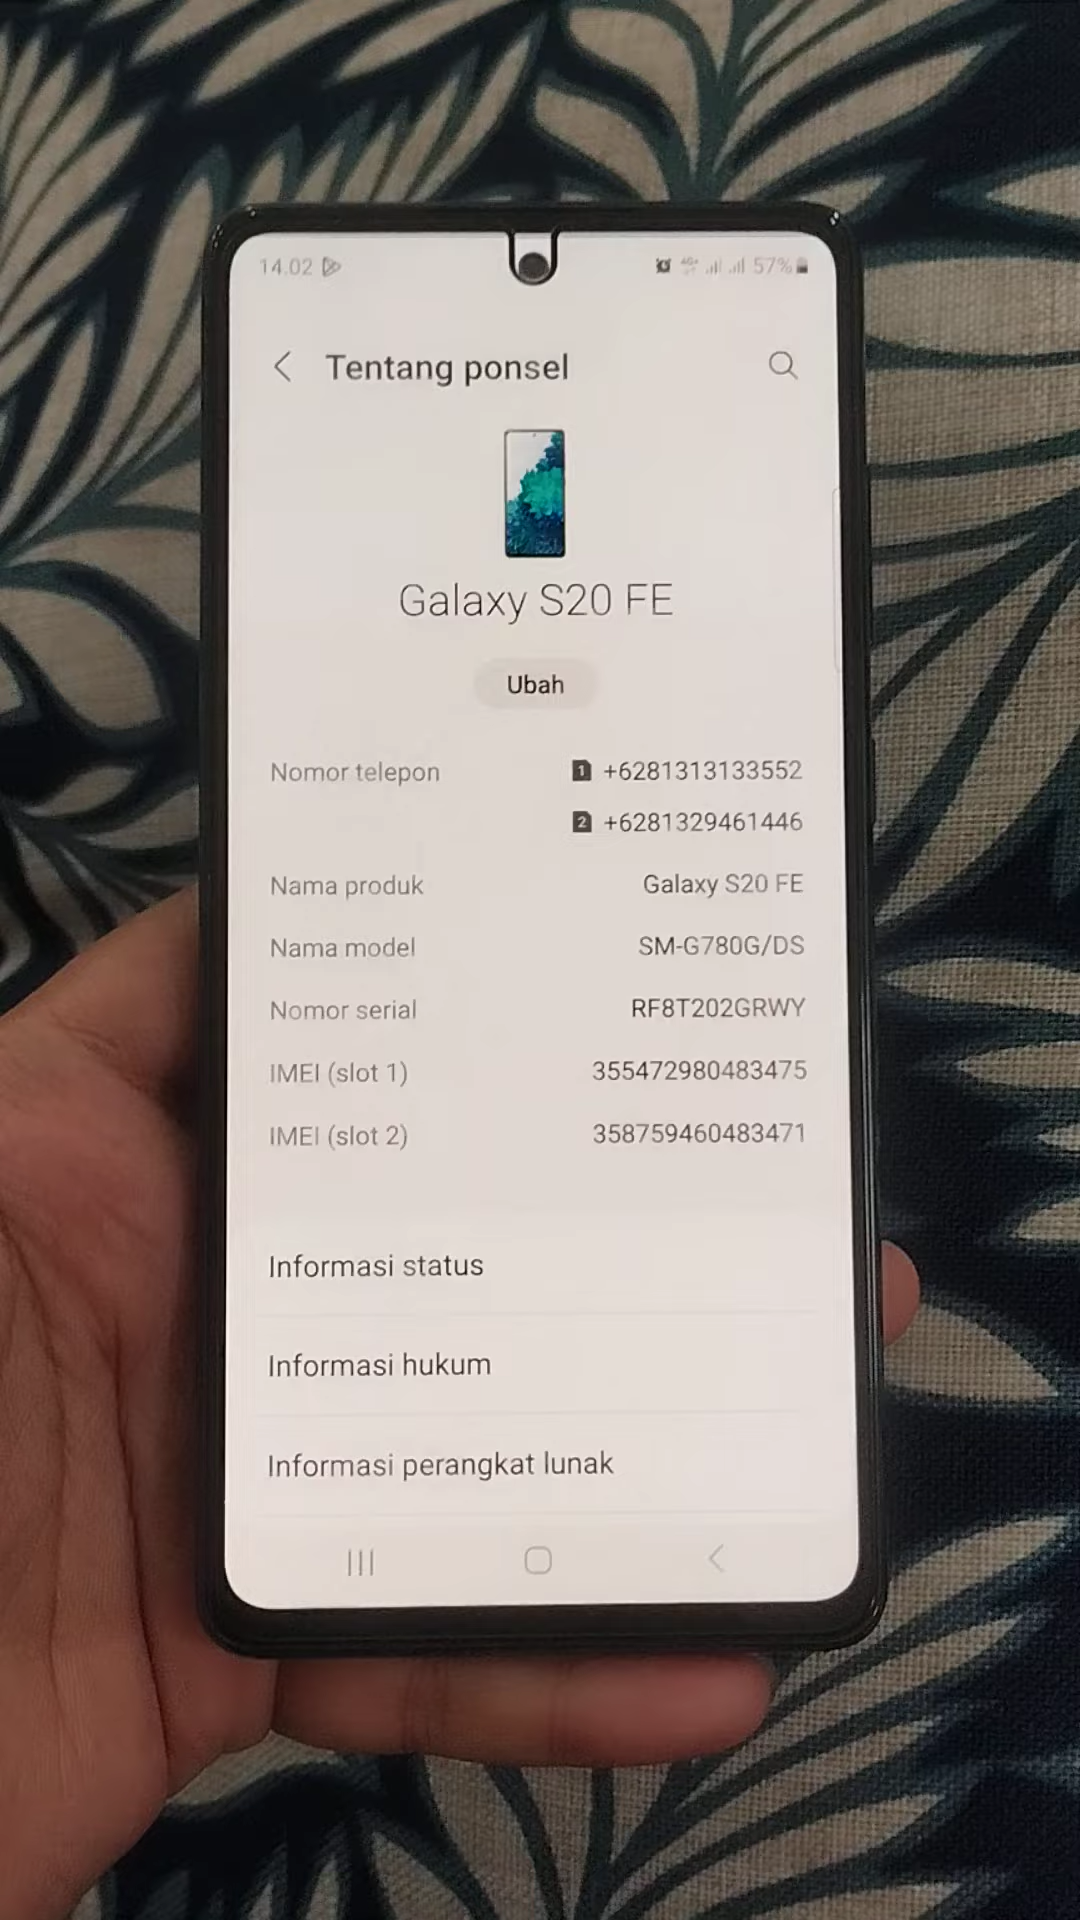 14.02 57%
Tentang ponsel
Galaxy S20 FE
Ubah
Nomor telepon 1 +6281313133552
2 +6281329461446
Nama produk Galaxy S20 FE
Nama model SM-G780G/DS
Nomor serial RF8T202GRWY
IMEI (slot 1) 355472980483475
IMEI (slot 2) 358759460483471
Informasi status
Informasi hukum
Informasi perangkat lunak